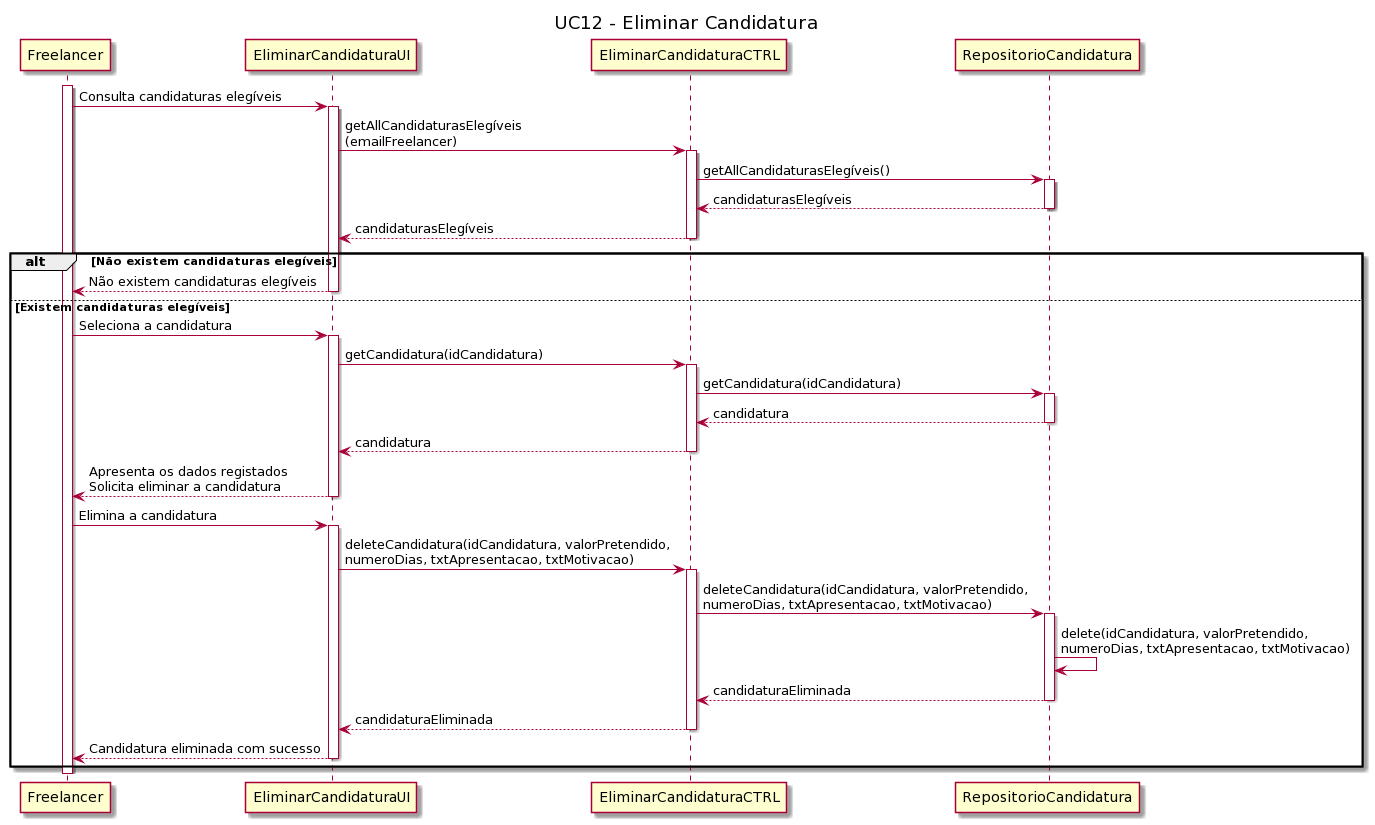 UC12 - Eliminar Candidatura
Freelancer
EliminarCandidaturaUI
EliminarCandidaturaCTRL
RepositorioCandidatura
Consulta candidaturas elegíveis
getAllCandidaturasElegíveis
(emailFreelancer)
getAllCandidaturasElegíveis()
candidaturasElegíveis
candidaturasElegíveis
alt
[Não existem candidaturas elegíveis]
Não existem candidaturas elegíveis
[Existem candidaturas elegíveis]
Seleciona a candidatura
getCandidatura(idCandidatura)
getCandidatura(idCandidatura)
candidatura
candidatura
Apresenta os dados registados
Solicita eliminar a candidatura
Elimina a candidatura
deleteCandidatura(idCandidatura, valorPretendido,
numeroDias, txtApresentacao, txtMotivacao)
deleteCandidatura(idCandidatura, valorPretendido,
numeroDias, txtApresentacao, txtMotivacao)
delete(idCandidatura, valorPretendido,
numeroDias, txtApresentacao, txtMotivacao)
candidaturaEliminada
candidaturaEliminada
Candidatura eliminada com sucesso
Freelancer
EliminarCandidaturaUI
EliminarCandidaturaCTRL
RepositorioCandidatura